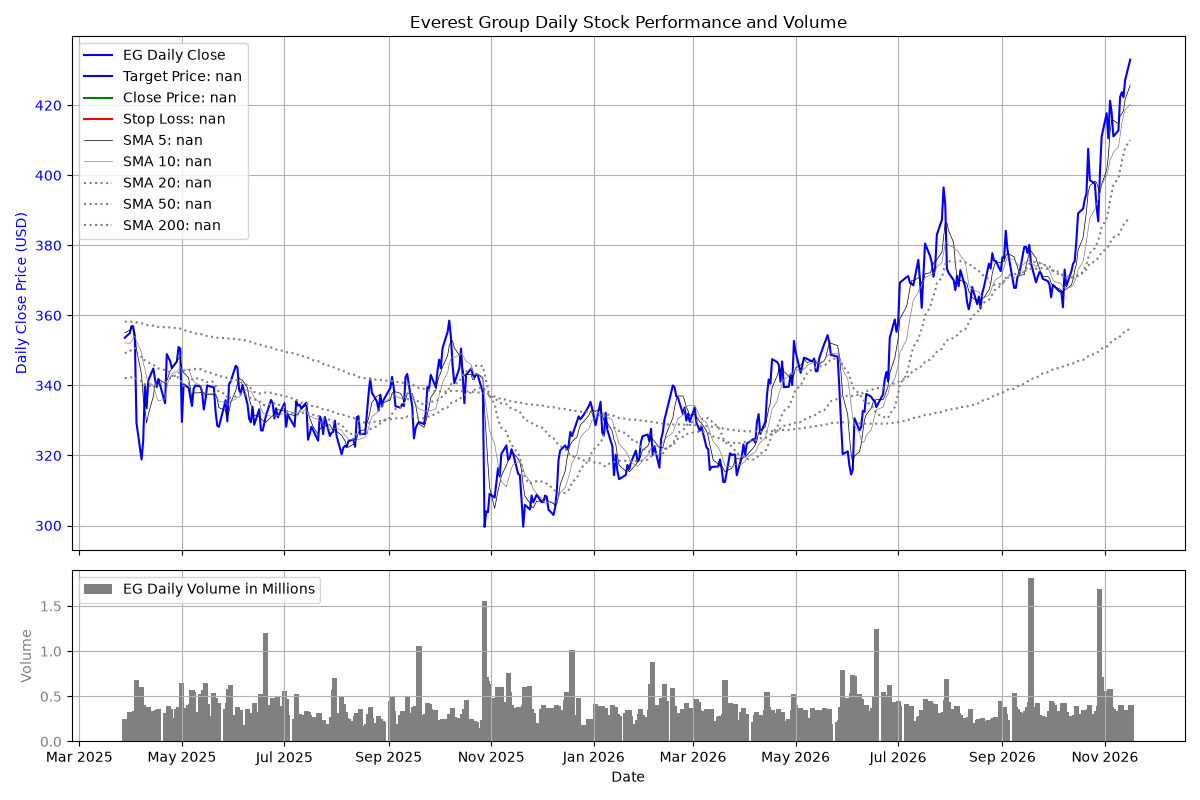 Everest Group Daily Stock Performance and Volume
EG Daily Close
Target Price: nan
Close Price: nan
Stop Loss: nan
SMA 5: nan
SMA 10: nan
SMA 20: nan
SMA 50: nan
SMA 200: nan
Daily Close Price (USD)
420
400
380
360
340
320
300
EG Daily Volume in Millions
Volume
1.5
1.0
0.5
0.0
Mar 2025 May 2025 Jul 2025 Sep 2025 Nov 2025 Jan 2026 Mar 2026 May 2026 Jul 2026 Sep 2026 Nov 2026
Date